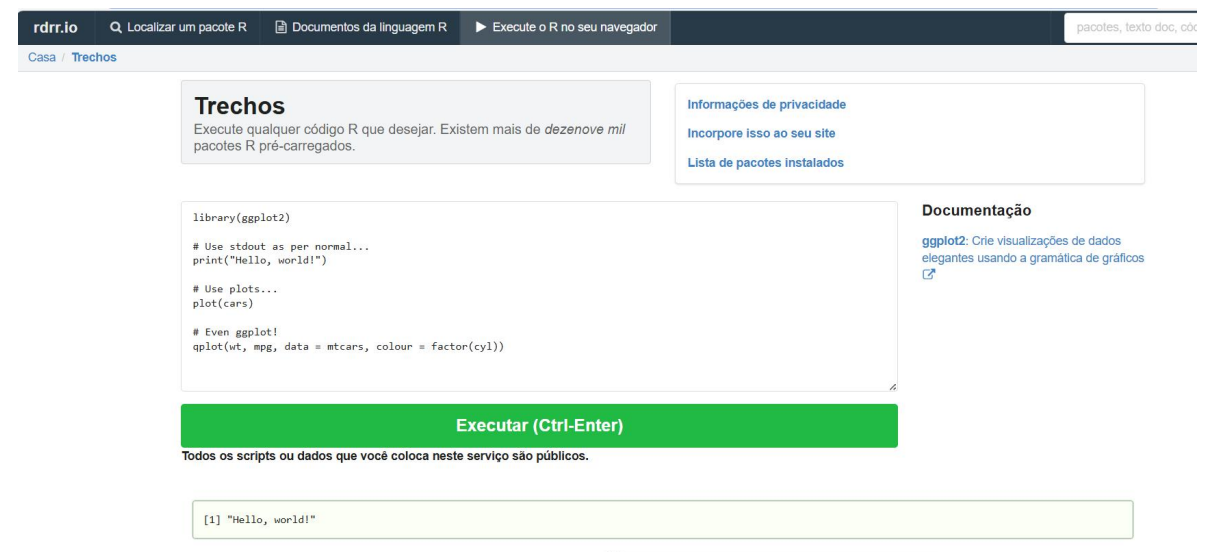 rdrr.io Localizar um pacote R Documentos da linguagem R Execute o R no seu navegador pacotes, texto doc, cóc
Casa / Trechos
Trechos
Execute qualquer código R que desejar. Existem mais de dezenove mil
pacotes R pré-carregados.
Informações de privacidade
Incorpore isso ao seu site
Lista de pacotes instalados
library(ggplot2)
# Use stdout as per normal...
print("Hello, world!")
# Use plots...
plot(cars)
# Even ggplot!
qplot(wt, mpg, data = mtcars, colour = factor(cyl))
Documentação
ggplot2: Crie visualizações de dados
elegantes usando a gramática de gráficos
Executar (Ctrl-Enter)
Todos os scripts ou dados que você coloca neste serviço são públicos.
[1] "Hello, world!"